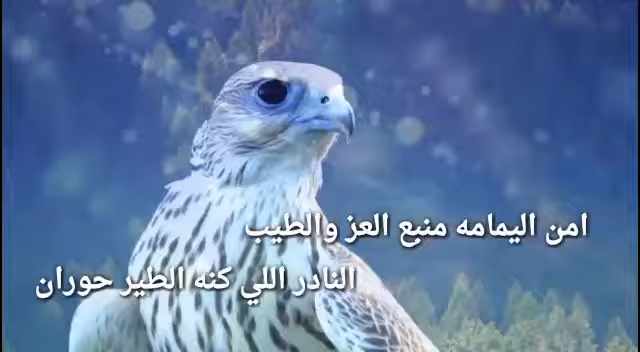 امن اليمامه منبع العز والطيب
النادر اللي كنه الطير حوران